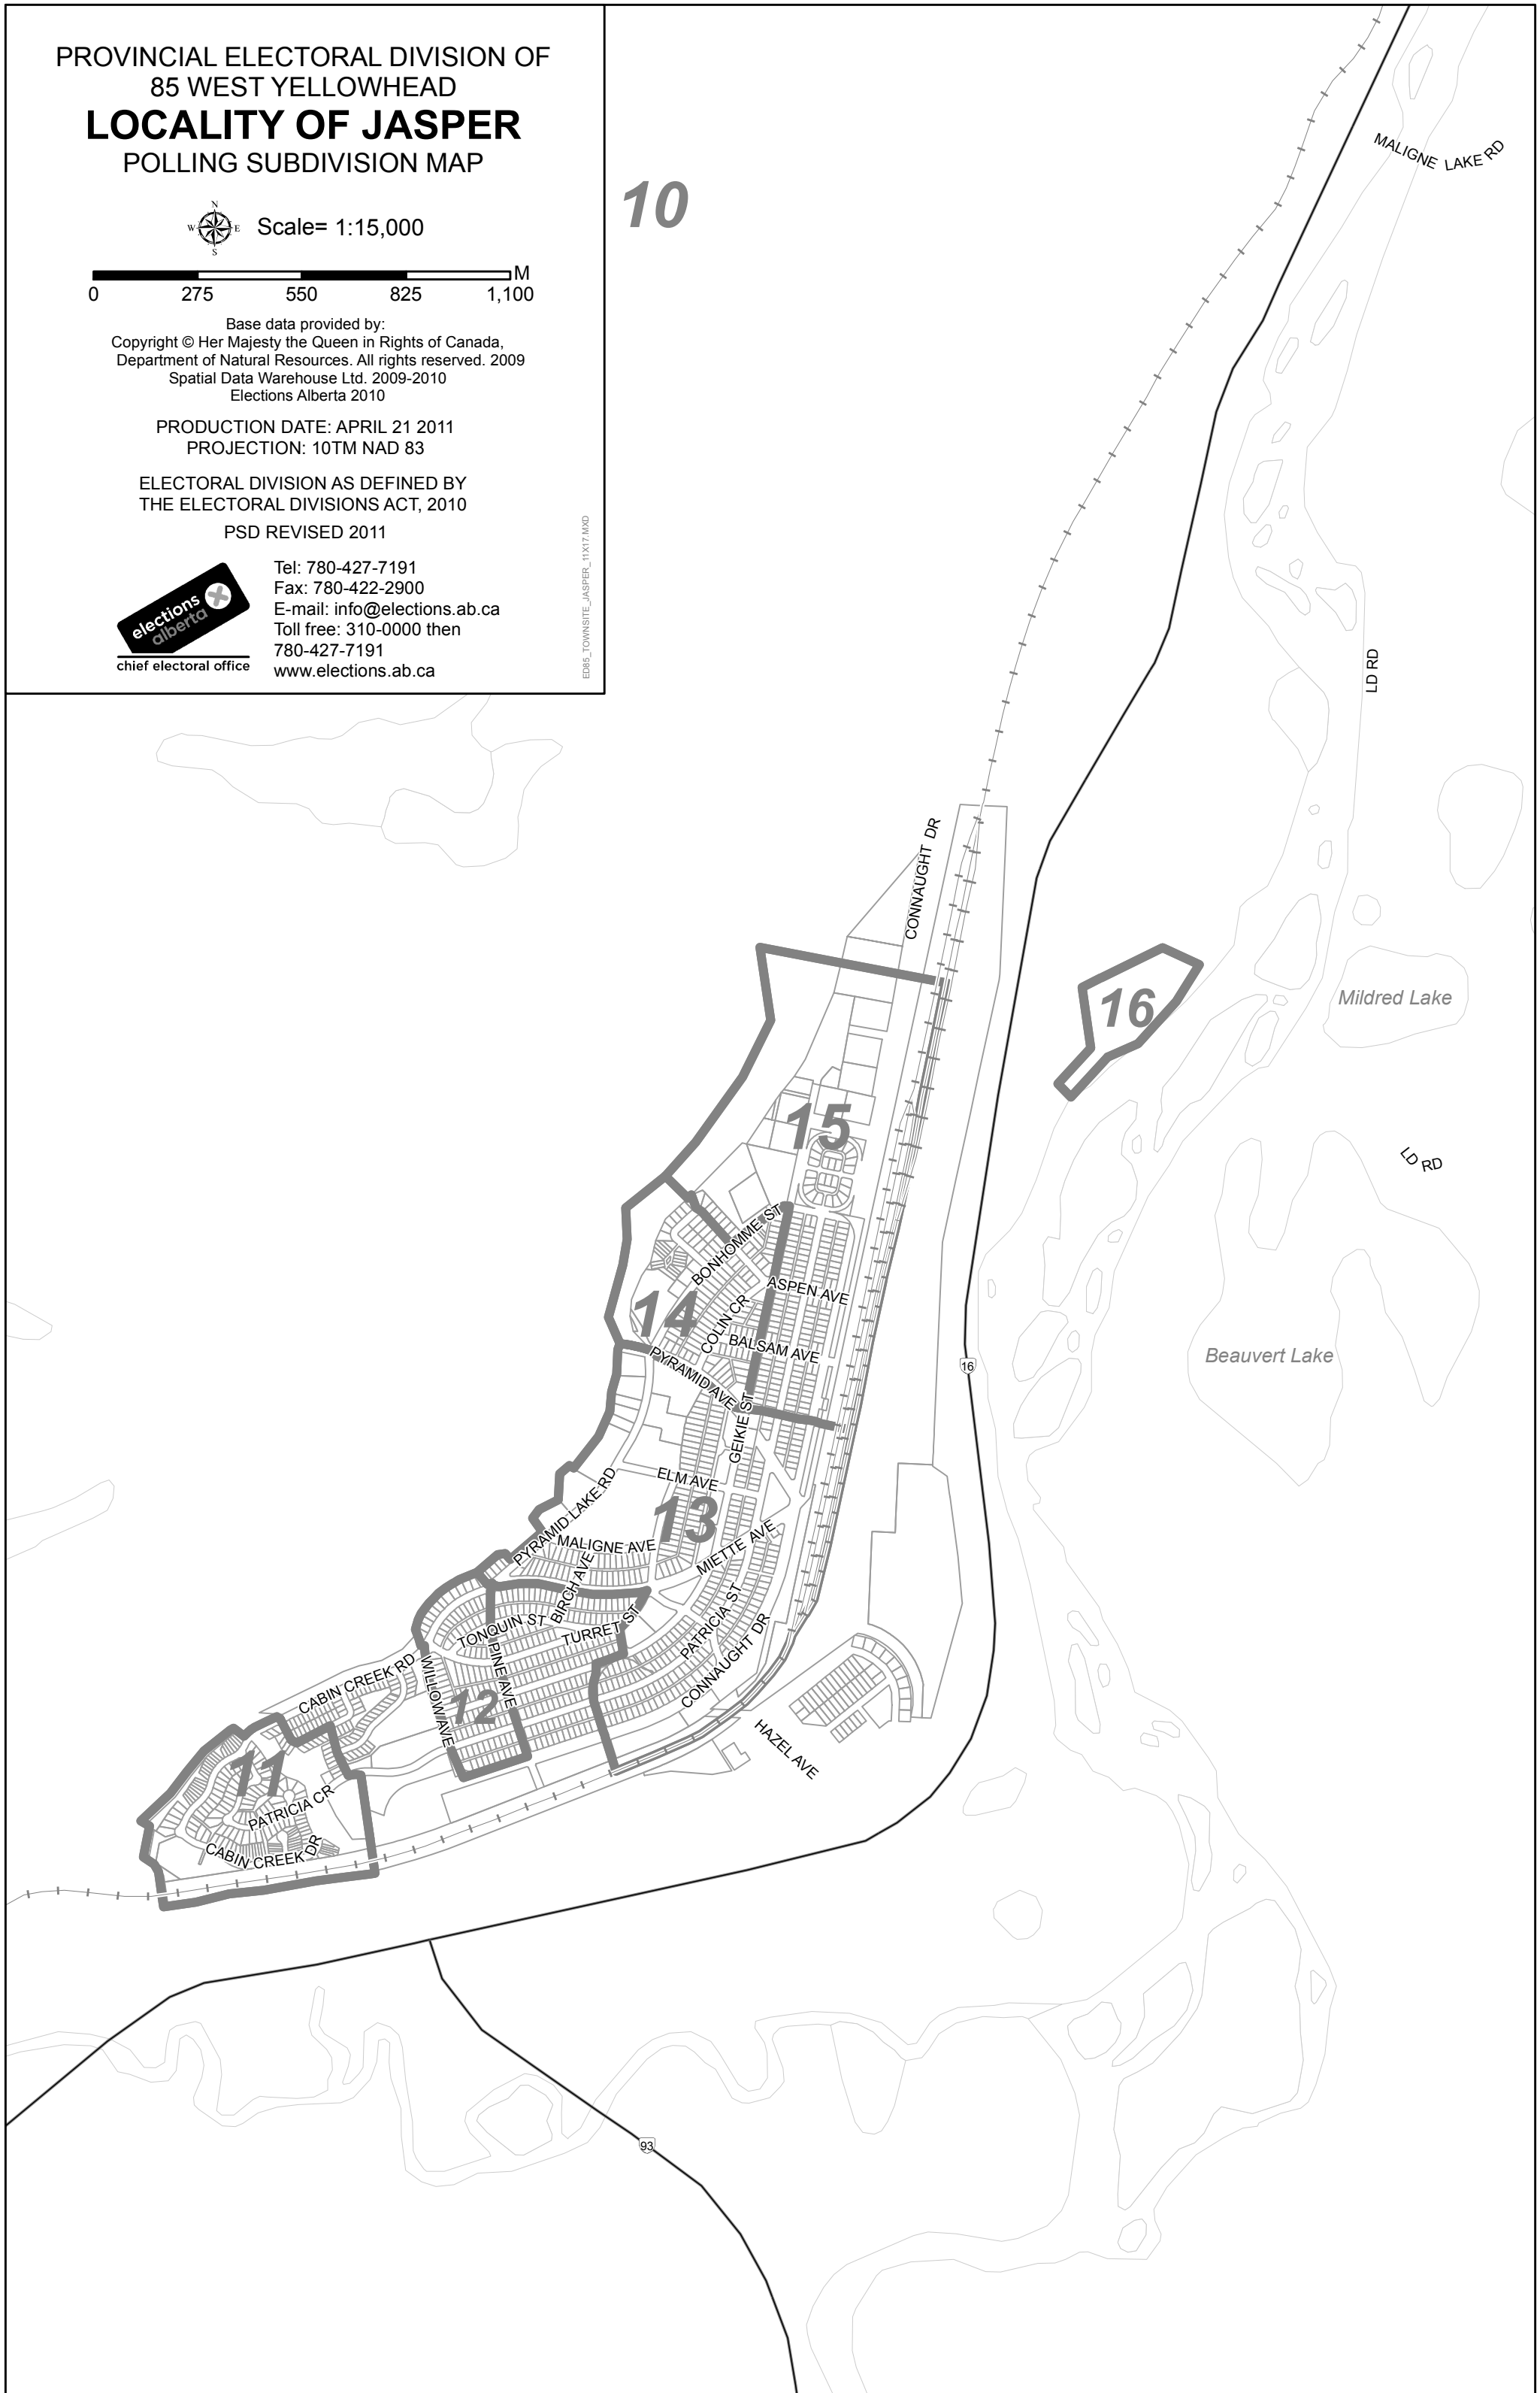 PROVINCIAL ELECTORAL DIVISION OF
85 WEST YELLOWHEAD
LOCALITY OF JASPER
POLLING SUBDIVISION MAP
N
W E
S
Scale= 1:15,000
M
0 275 550 825 1,100
Base data provided by:
Copyright © Her Majesty the Queen in Rights of Canada,
Department of Natural Resources. All rights reserved. 2009
Spatial Data Warehouse Ltd. 2009-2010
Elections Alberta 2010
PRODUCTION DATE: APRIL 21 2011
PROJECTION: 10TM NAD 83
ELECTORAL DIVISION AS DEFINED BY
THE ELECTORAL DIVISIONS ACT, 2010
PSD REVISED 2011
elections
alberta
chief electoral office
Tel: 780-427-7191
Fax: 780-422-2900
E-mail: info@elections.ab.ca
Toll free: 310-0000 then
780-427-7191
www.elections.ab.ca
ED85_TOWNSITE_JASPER_11X17.MXD
10
MALIGNE LAKE RD
LD RD
CONNAUGHT DR
16
Mildred Lake
15
LD RD
BONHOMME ST
ASPEN AVE
14
COLIN CR
BALSAM AVE
Beauvert Lake
16
PYRAMID AVE
GEIKIE ST
ELM AVE
PYRAMID LAKE RD
13
MALIGNE AVE
MIETTE AVE
BIRCH AVE
TONQUIN ST
TURRET ST
PATRICIA ST
CONNAUGHT DR
CABIN CREEK RD
WILLOW AVE
PINE AVE
12
HAZEL AVE
11
PATRICIA CR
CABIN CREEK DR
93